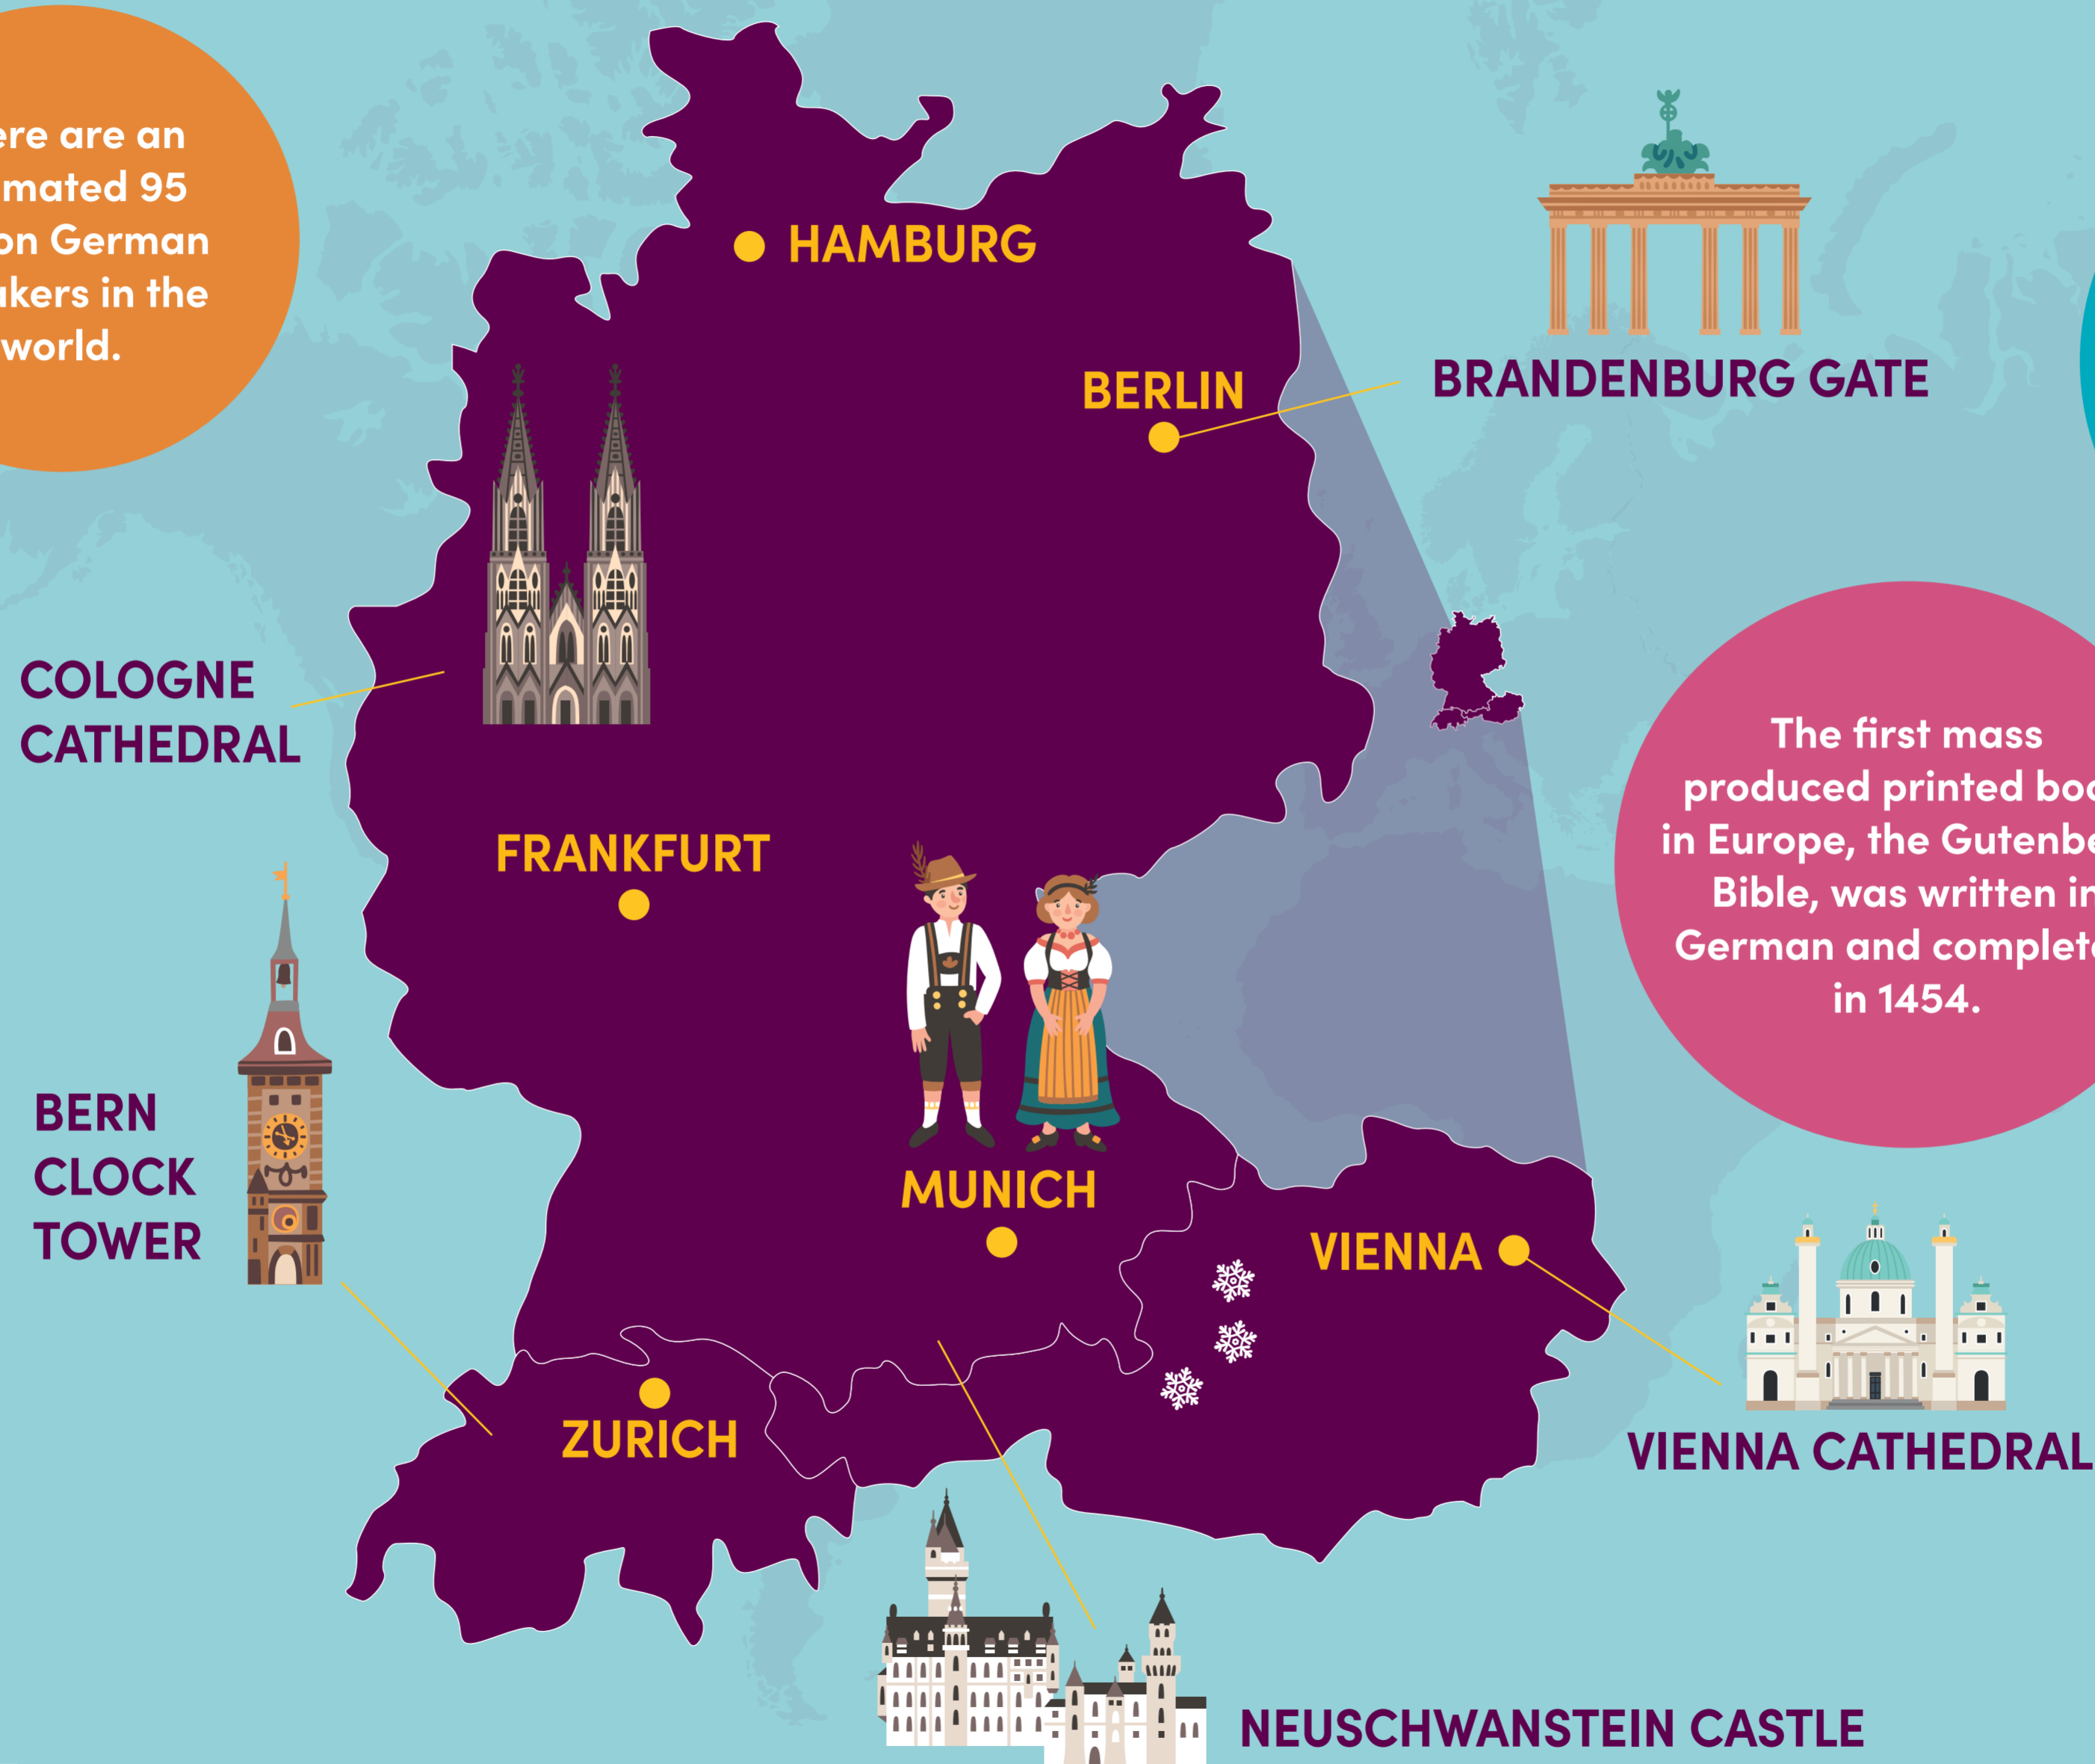 ere are an
mated 95
on German
akers in the
world.
HAMBURG
BERLIN
BRANDENBURG GATE
COLOGNE
CATHEDRAL
The first mass
produced printed boo
in Europe, the Gutenbe
Bible, was written in
German and complete
in 1454.
FRANKFURT
BERN
CLOCK
TOWER
MUNICH
VIENNA
ZURICH
VIENNA CATHEDRAL
NEUSCHWANSTEIN CASTLE